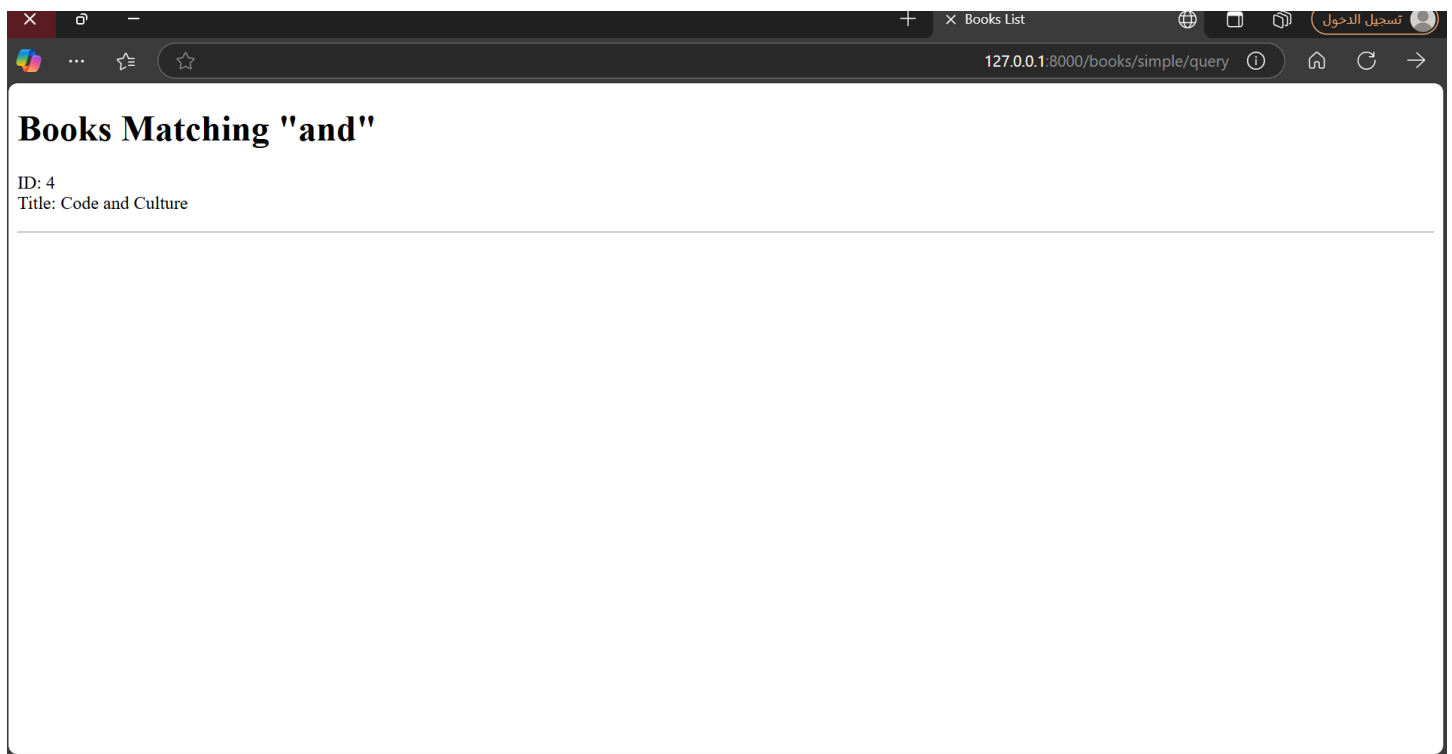 Books List
تسجيل الدخول
127.0.0.1:8000/books/simple/query
Books Matching "and"
ID: 4
Title: Code and Culture